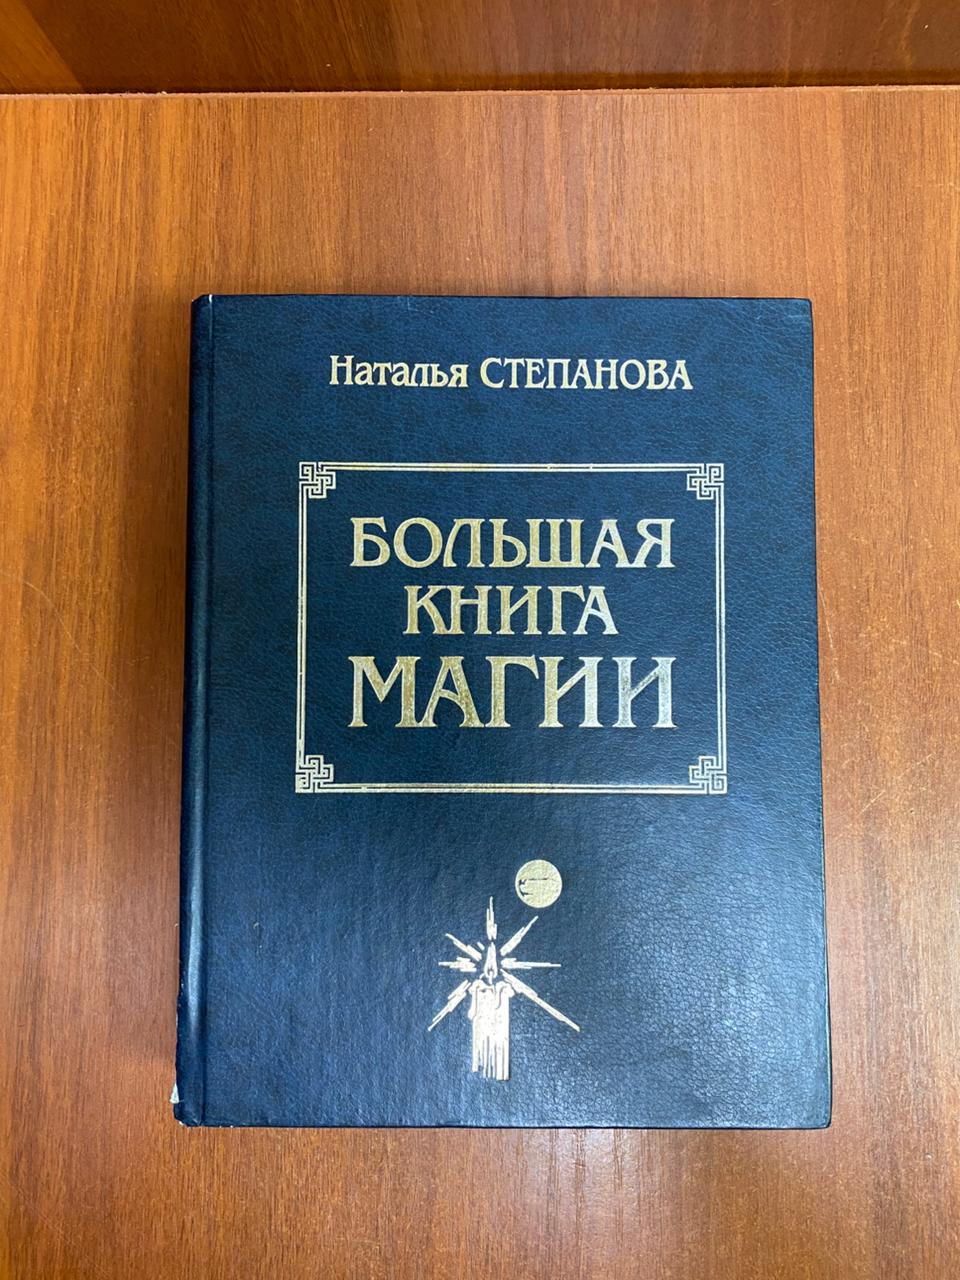 Наталья СТЕПАНОВА
БОЛЬШАЯ
КНИГА
МАГИИ